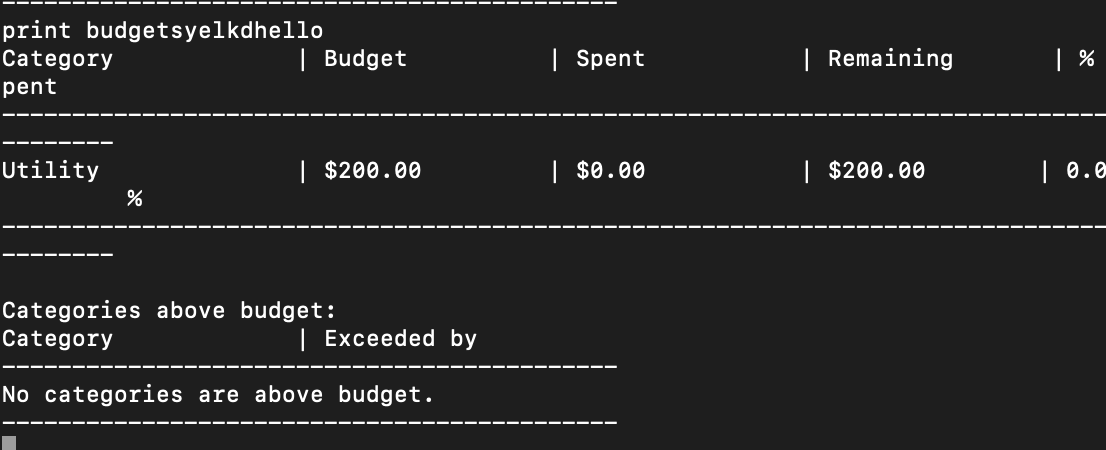 --------------------------------------------
print budgetsyelkdhello
Category             | Budget          | Spent           | Remaining       | %
pent
-------------------------------------------------------------------------------
--------
Utility              | $200.00         | $0.00           | $200.00        | 0.0
         %
-------------------------------------------------------------------------------
--------

Categories above budget:
Category             | Exceeded by
--------------------------------------------
No categories are above budget.
--------------------------------------------